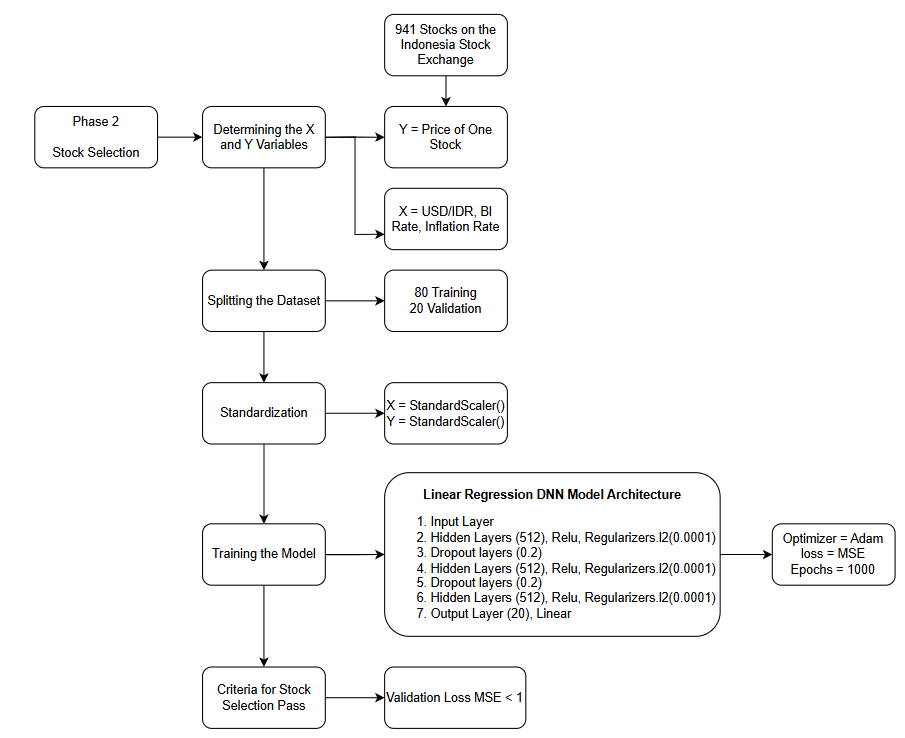 941 Stocks on the
Indonesia Stock
Exchange
Phase 2
Stock Selection
Determining the X
and Y Variables
Y = Price of One
Stock
X = USD/IDR, BI
Rate, Inflation Rate
Splitting the Dataset
80 Training
20 Validation
Standardization
X = StandardScaler()
Y = StandardScaler()
Training the Model
Linear Regression DNN Model Architecture
1. Input Layer
2. Hidden Layers (512), Relu, Regularizers.l2(0.0001)
3. Dropout layers (0.2)
4. Hidden Layers (512), Relu, Regularizers.l2(0.0001)
5. Dropout layers (0.2)
6. Hidden Layers (512), Relu, Regularizers.l2(0.0001)
7. Output Layer (20), Linear
Optimizer = Adam
loss = MSE
Epochs = 1000
Criteria for Stock
Selection Pass
Validation Loss MSE < 1